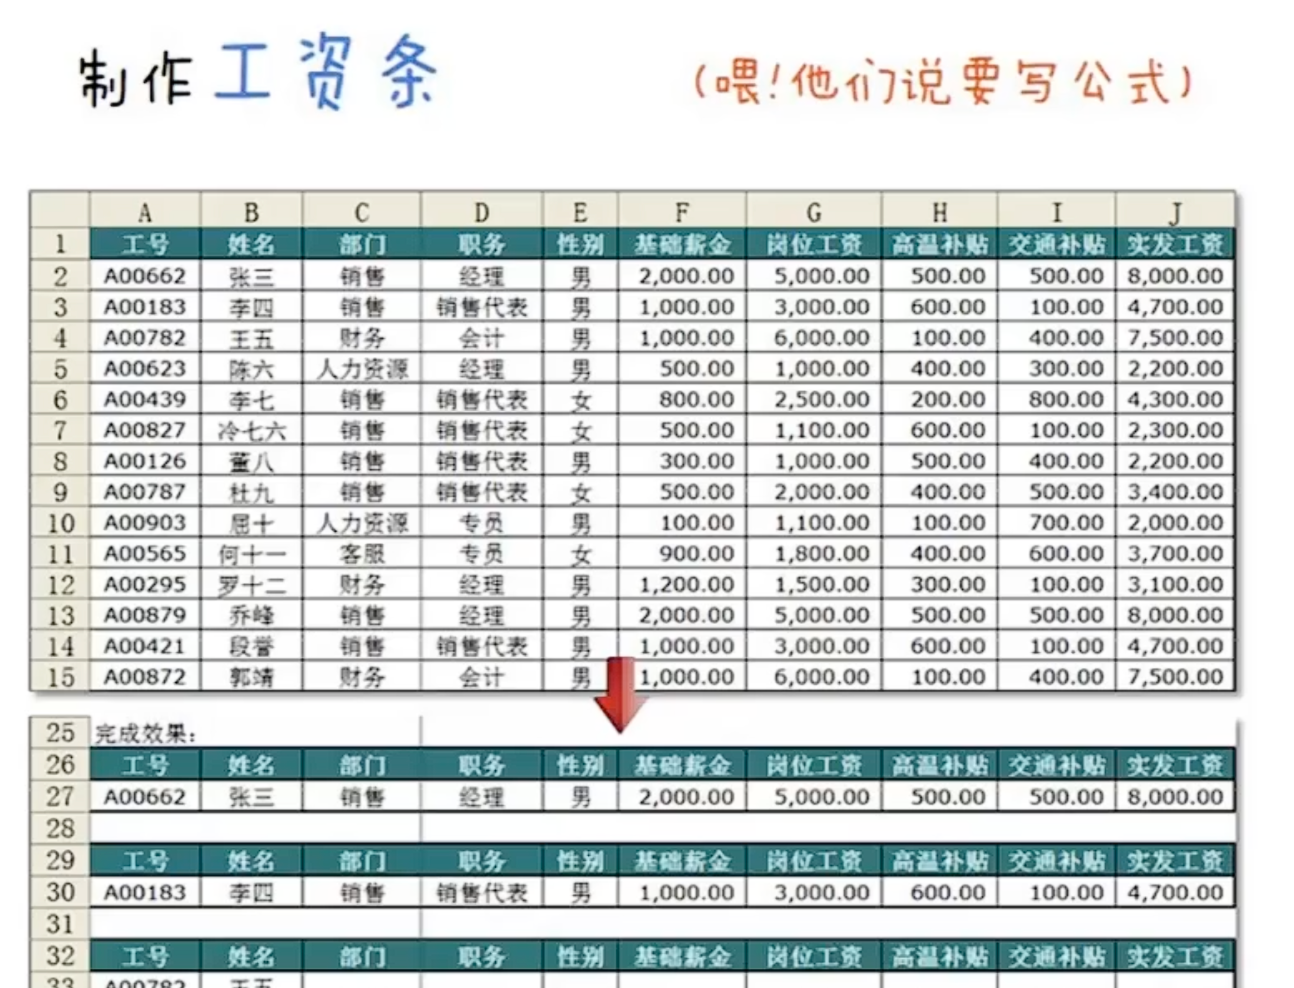 制作工资条 （喂！他们说要写公式）
A B C D E F G H I J
1 工号 姓名 部门 职务 性别 基础薪金 岗位工资 高温补贴 交通补贴 实发工资
2 A00662 张三 销售 经理 男 2,000.00 5,000.00 500.00 500.00 8,000.00
3 A00183 李四 销售 销售代表 男 1,000.00 3,000.00 600.00 100.00 4,700.00
4 A00782 王五 财务 会计 男 1,000.00 6,000.00 100.00 400.00 7,500.00
5 A00623 陈六 人力资源 经理 男 500.00 1,000.00 400.00 300.00 2,200.00
6 A00439 李七 销售 销售代表 女 800.00 2,500.00 200.00 800.00 4,300.00
7 A00827 冷七六 销售 销售代表 女 500.00 1,100.00 600.00 100.00 2,300.00
8 A00126 董八 销售 销售代表 男 300.00 1,000.00 500.00 400.00 2,200.00
9 A00787 杜九 销售 销售代表 女 500.00 2,000.00 400.00 500.00 3,400.00
10 A00903 屈十 人力资源 专员 男 100.00 1,100.00 100.00 700.00 2,000.00
11 A00565 何十一 客服 专员 女 900.00 1,800.00 400.00 600.00 3,700.00
12 A00295 罗十二 财务 经理 男 1,200.00 1,500.00 300.00 100.00 3,100.00
13 A00879 乔峰 销售 经理 男 2,000.00 5,000.00 500.00 500.00 8,000.00
14 A00421 段誉 销售 销售代表 男 1,000.00 3,000.00 600.00 100.00 4,700.00
15 A00872 郭靖 财务 会计 男 1,000.00 6,000.00 100.00 400.00 7,500.00
25 完成效果：
26 工号 姓名 部门 职务 性别 基础薪金 岗位工资 高温补贴 交通补贴 实发工资
27 A00662 张三 销售 经理 男 2,000.00 5,000.00 500.00 500.00 8,000.00
28
29 工号 姓名 部门 职务 性别 基础薪金 岗位工资 高温补贴 交通补贴 实发工资
30 A00183 李四 销售 销售代表 男 1,000.00 3,000.00 600.00 100.00 4,700.00
31
32 工号 姓名 部门 职务 性别 基础薪金 岗位工资 高温补贴 交通补贴 实发工资
33 A00782 王五